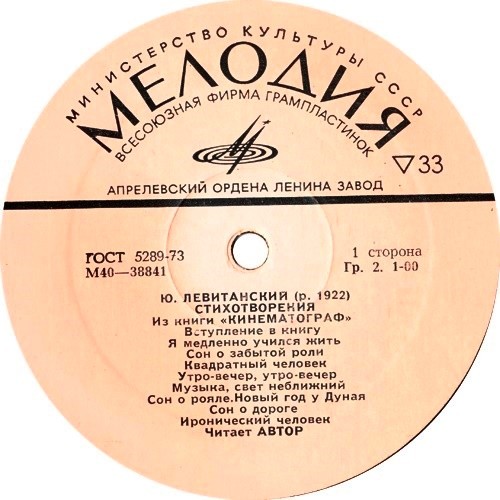 МИНИСТЕРСТВО КУЛЬТУРЫ СССР
МЕЛОДИЯ
ВСЕСОЮЗНАЯ ФИРМА ГРАМПЛАСТИНОК
▽33
АПРЕЛЕВСКИЙ ОРДЕНА ЛЕНИНА ЗАВОД
ГОСТ 5289-73
М40—38841
1 сторона
Гр. 2. 1-00
Ю. ЛЕВИТАНСКИЙ (р. 1922)
СТИХОТВОРЕНИЯ
Из книги «КИНЕМАТОГРАФ»
Вступление в книгу
Я медленно учился жить
Сон о забытой роли
Квадратный человек
Утро-вечер, утро-вечер
Музыка, свет неближний
Сон о рояле.Новый год у Дуная
Сон о дороге
Иронический человек
Читает АВТОР